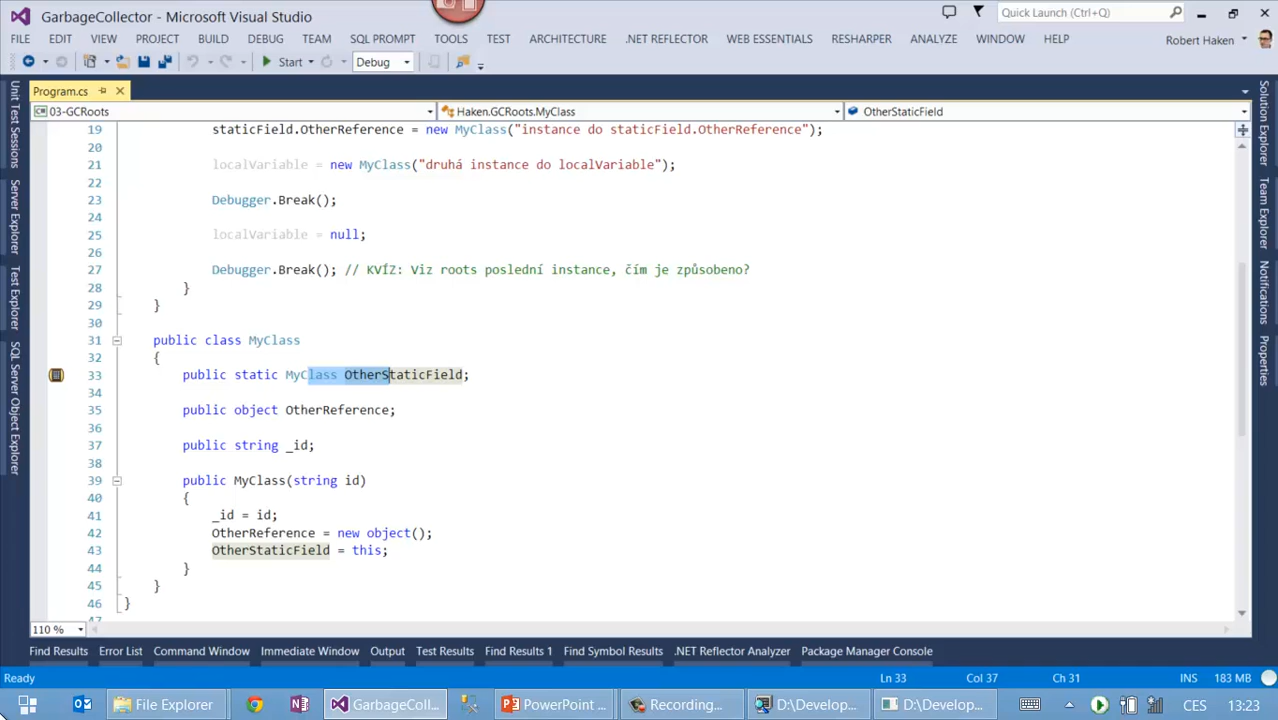 GarbageCollector - Microsoft Visual Studio
Quick Launch (Ctrl+Q)
FILE EDIT VIEW PROJECT BUILD DEBUG TEAM SQL PROMPT TOOLS TEST ARCHITECTURE .NET REFLECTOR WEB ESSENTIALS RESHARPER ANALYZE WINDOW HELP Robert Haken
Start Debug
Program.cs
03-GCRoots Haken.GCRoots.MyClass OtherStaticField
19 staticField.OtherReference = new MyClass("instance do staticField.OtherReference");
20
21 localVariable = new MyClass("druhá instance do localVariable");
22
23 Debugger.Break();
24
25 localVariable = null;
26
27 Debugger.Break(); // KVÍZ: Viz roots poslední instance, čím je způsobeno?
28 }
29 }
30
31 public class MyClass
32 {
33 public static MyClass OtherStaticField;
34
35 public object OtherReference;
36
37 public string _id;
38
39 public MyClass(string id)
40 {
41 _id = id;
42 OtherReference = new object();
43 OtherStaticField = this;
44 }
45 }
46 }
47
110 %
Unit Test Sessions
Server Explorer
Test Explorer
SQL Server Object Explorer
Solution Explorer
Team Explorer
Notifications
Properties
Find Results Error List Command Window Immediate Window Output Test Results Find Results 1 Find Symbol Results .NET Reflector Analyzer Package Manager Console
Ready Ln 33 Col 37 Ch 31 INS 183 MB
File Explorer GarbageCollec... PowerPoint ... Recording... D:\Develop... D:\Develop... CES 13:23